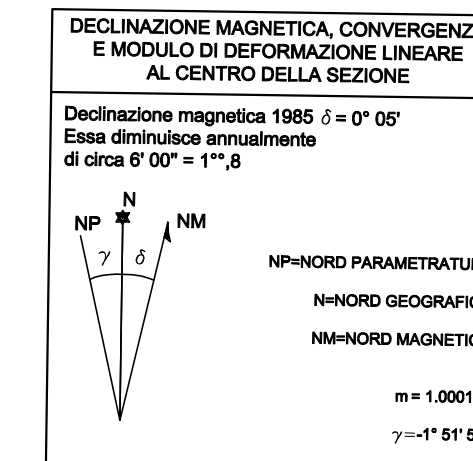 DECLINAZIONE MAGNETICA, CONVERGENZ
E MODULO DI DEFORMAZIONE LINEARE
AL CENTRO DELLA SEZIONE
Declinazione magnetica 1985 δ = 0° 05'
Essa diminuisce annualmente
di circa 6' 00" = 1°°,8
N
NP
NM
γ δ
NP=NORD PARAMETRATU
N=NORD GEOGRAFIC
NM=NORD MAGNETIC
m = 1.0001
γ=-1° 51' 5